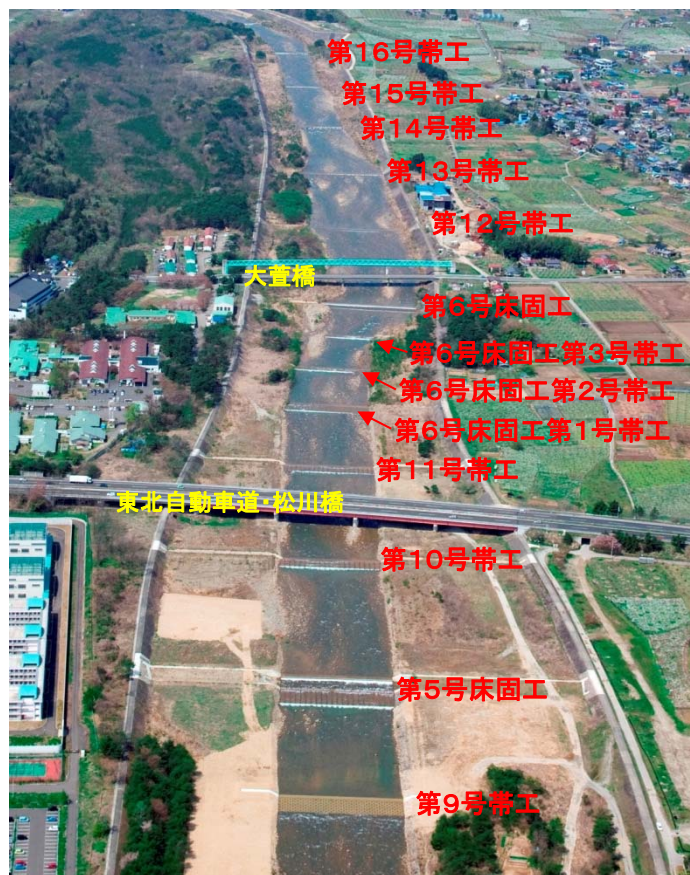 第16号帯工
第15号帯工
第14号帯工
第13号帯工
第12号帯工
大萱橋
第6号床固工
第6号床固工第3号帯工
第6号床固工第2号帯工
第6号床固工第1号帯工
第11号帯工
東北自動車道・松川橋
第10号帯工
第5号床固工
第9号帯工